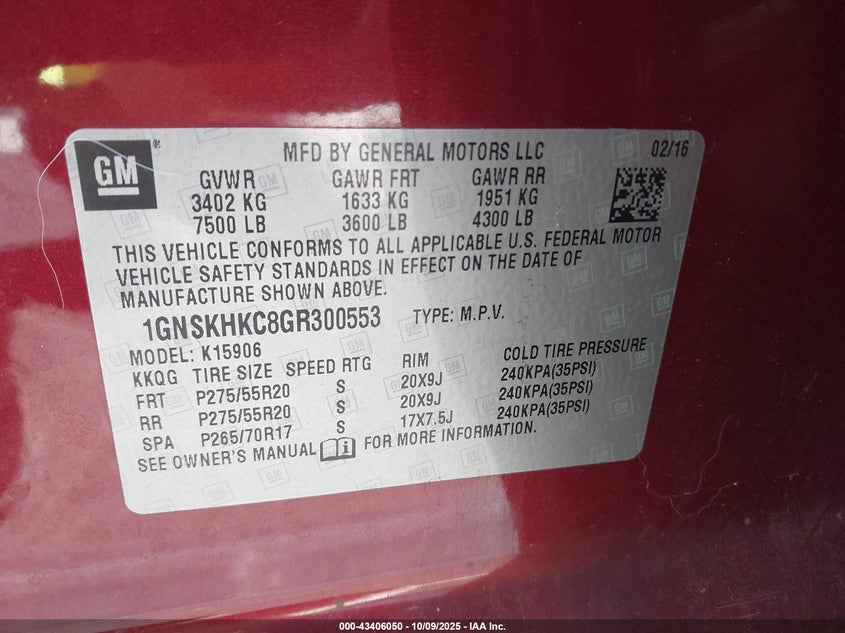 GM
MFD BY GENERAL MOTORS LLC 02/16
GVWR GAWR FRT GAWR RR
3402 KG 1633 KG 1951 KG
7500 LB 3600 LB 4300 LB
THIS VEHICLE CONFORMS TO ALL APPLICABLE U.S. FEDERAL MOTOR
VEHICLE SAFETY STANDARDS IN EFFECT ON THE DATE OF
MANUFACTURE SHOWN ABOVE.
1GNSKHKC8GR300553 TYPE: M.P.V.
MODEL: K15906
KKQG TIRE SIZE SPEED RTG RIM COLD TIRE PRESSURE
FRT P275/55R20 S 20X9J 240KPA(35PSI)
RR P275/55R20 S 20X9J 240KPA(35PSI)
SPA P265/70R17 S 17X7.5J 240KPA(35PSI)
SEE OWNER'S MANUAL FOR MORE INFORMATION.
000-43406050 - 10/09/2025 - IAA Inc.